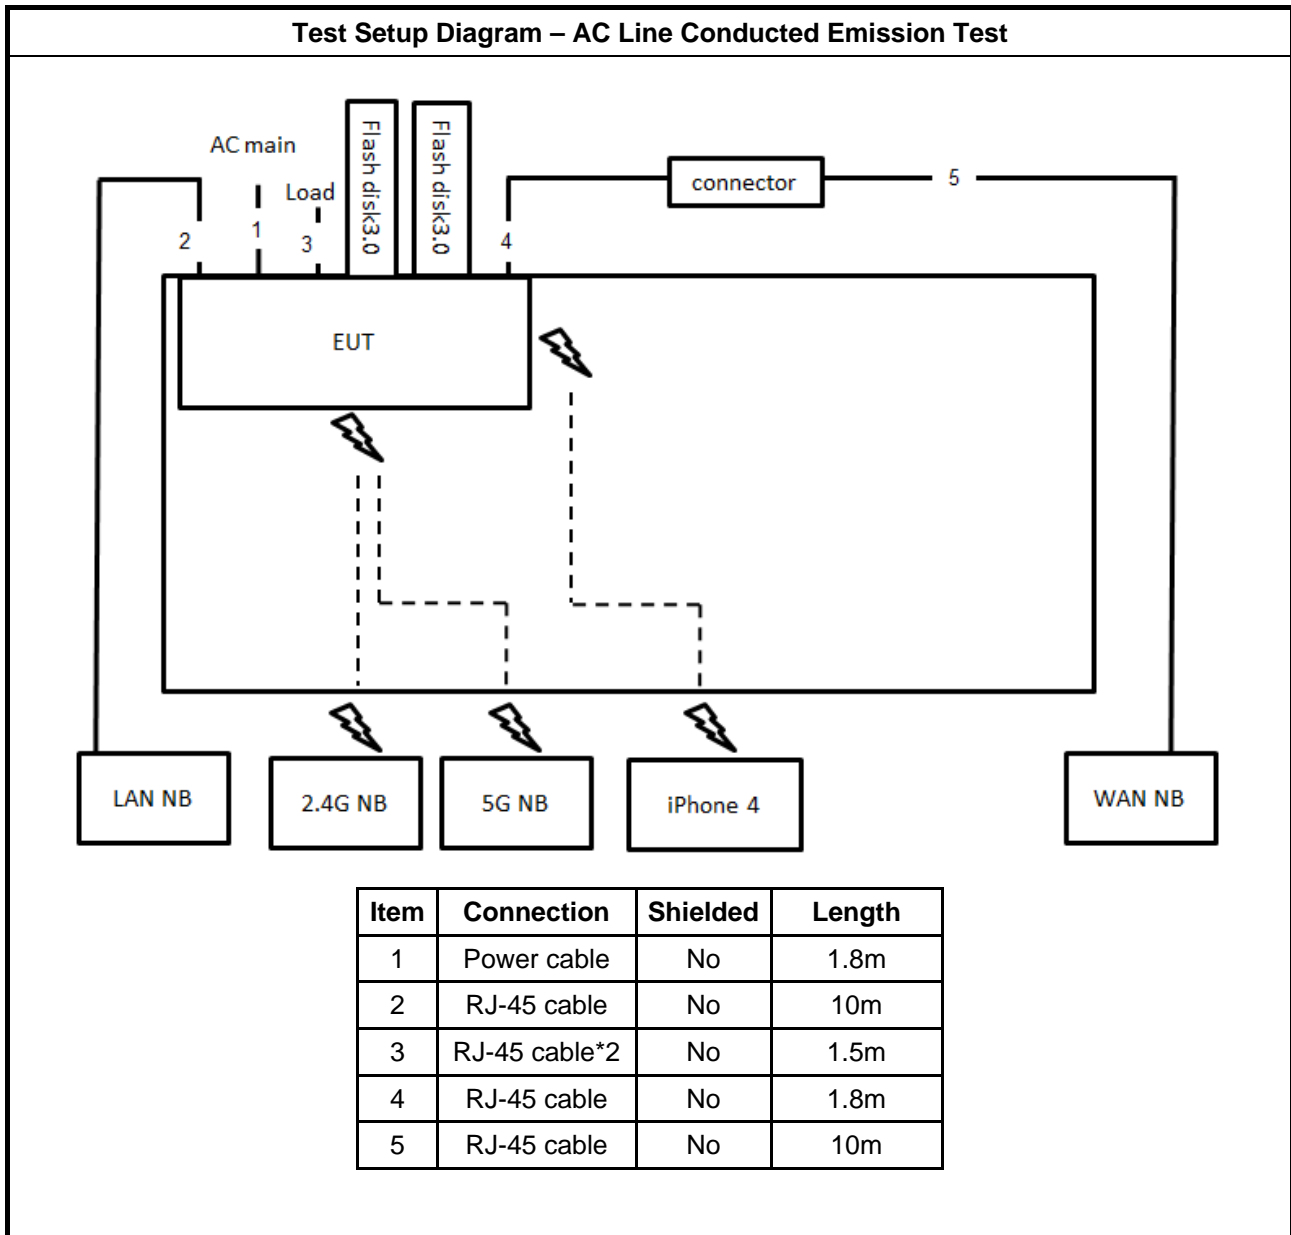 Test Setup Diagram – AC Line Conducted Emission Test
AC main
Load
Flash disk3.0
Flash disk3.0
connector
5
2
1
3
4
EUT
LAN NB
2.4G NB
5G NB
iPhone 4
WAN NB
Item Connection Shielded Length
1 Power cable No 1.8m
2 RJ-45 cable No 10m
3 RJ-45 cable*2 No 1.5m
4 RJ-45 cable No 1.8m
5 RJ-45 cable No 10m